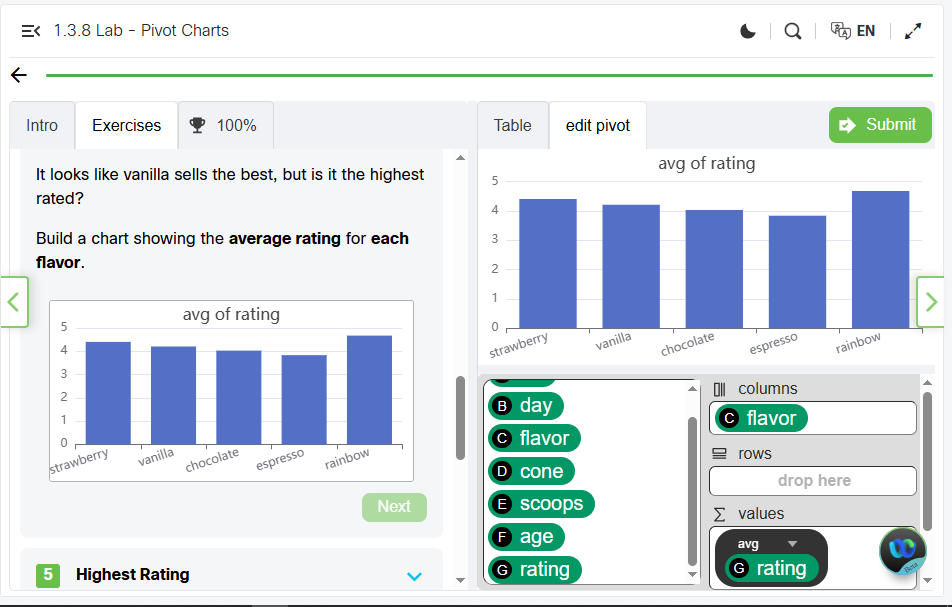 1.3.8 Lab - Pivot Charts
EN
Intro
Exercises
100%
Table
edit pivot
Submit
It looks like vanilla sells the best, but is it the highest
rated?
Build a chart showing the average rating for each
flavor.
avg of rating
5
4
3
2
1
0
strawberry
vanilla
chocolate
espresso
rainbow
Next
5
Highest Rating
avg of rating
5
4
3
2
1
0
strawberry
vanilla
chocolate
espresso
rainbow
B day
C flavor
D cone
E scoops
F age
G rating
columns
C flavor
rows
drop here
Σ values
avg
G rating
Beta